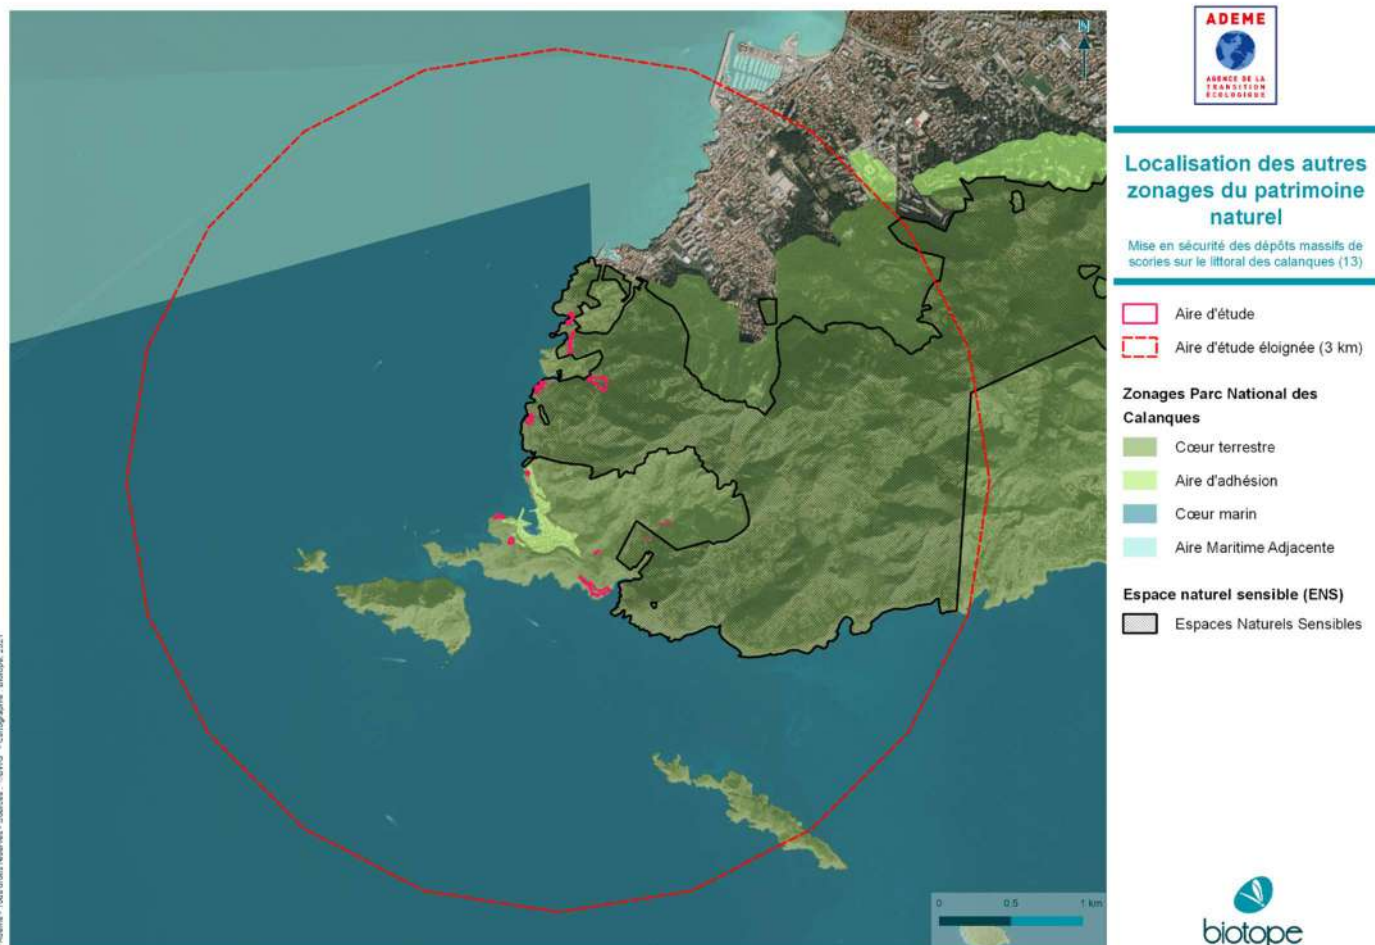 N
ADEME
AGENCE DE LA
TRANSITION
ÉCOLOGIQUE
Localisation des autres
zonages du patrimoine
naturel
Mise en sécurité des dépôts massifs de
scories sur le littoral des calanques (13)
Aire d'étude
Aire d'étude éloignée (3 km)
Zonages Parc National des
Calanques
Cœur terrestre
Aire d'adhésion
Cœur marin
Aire Maritime Adjacente
Espace naturel sensible (ENS)
Espaces Naturels Sensibles
0 0,5 1 km
biotope